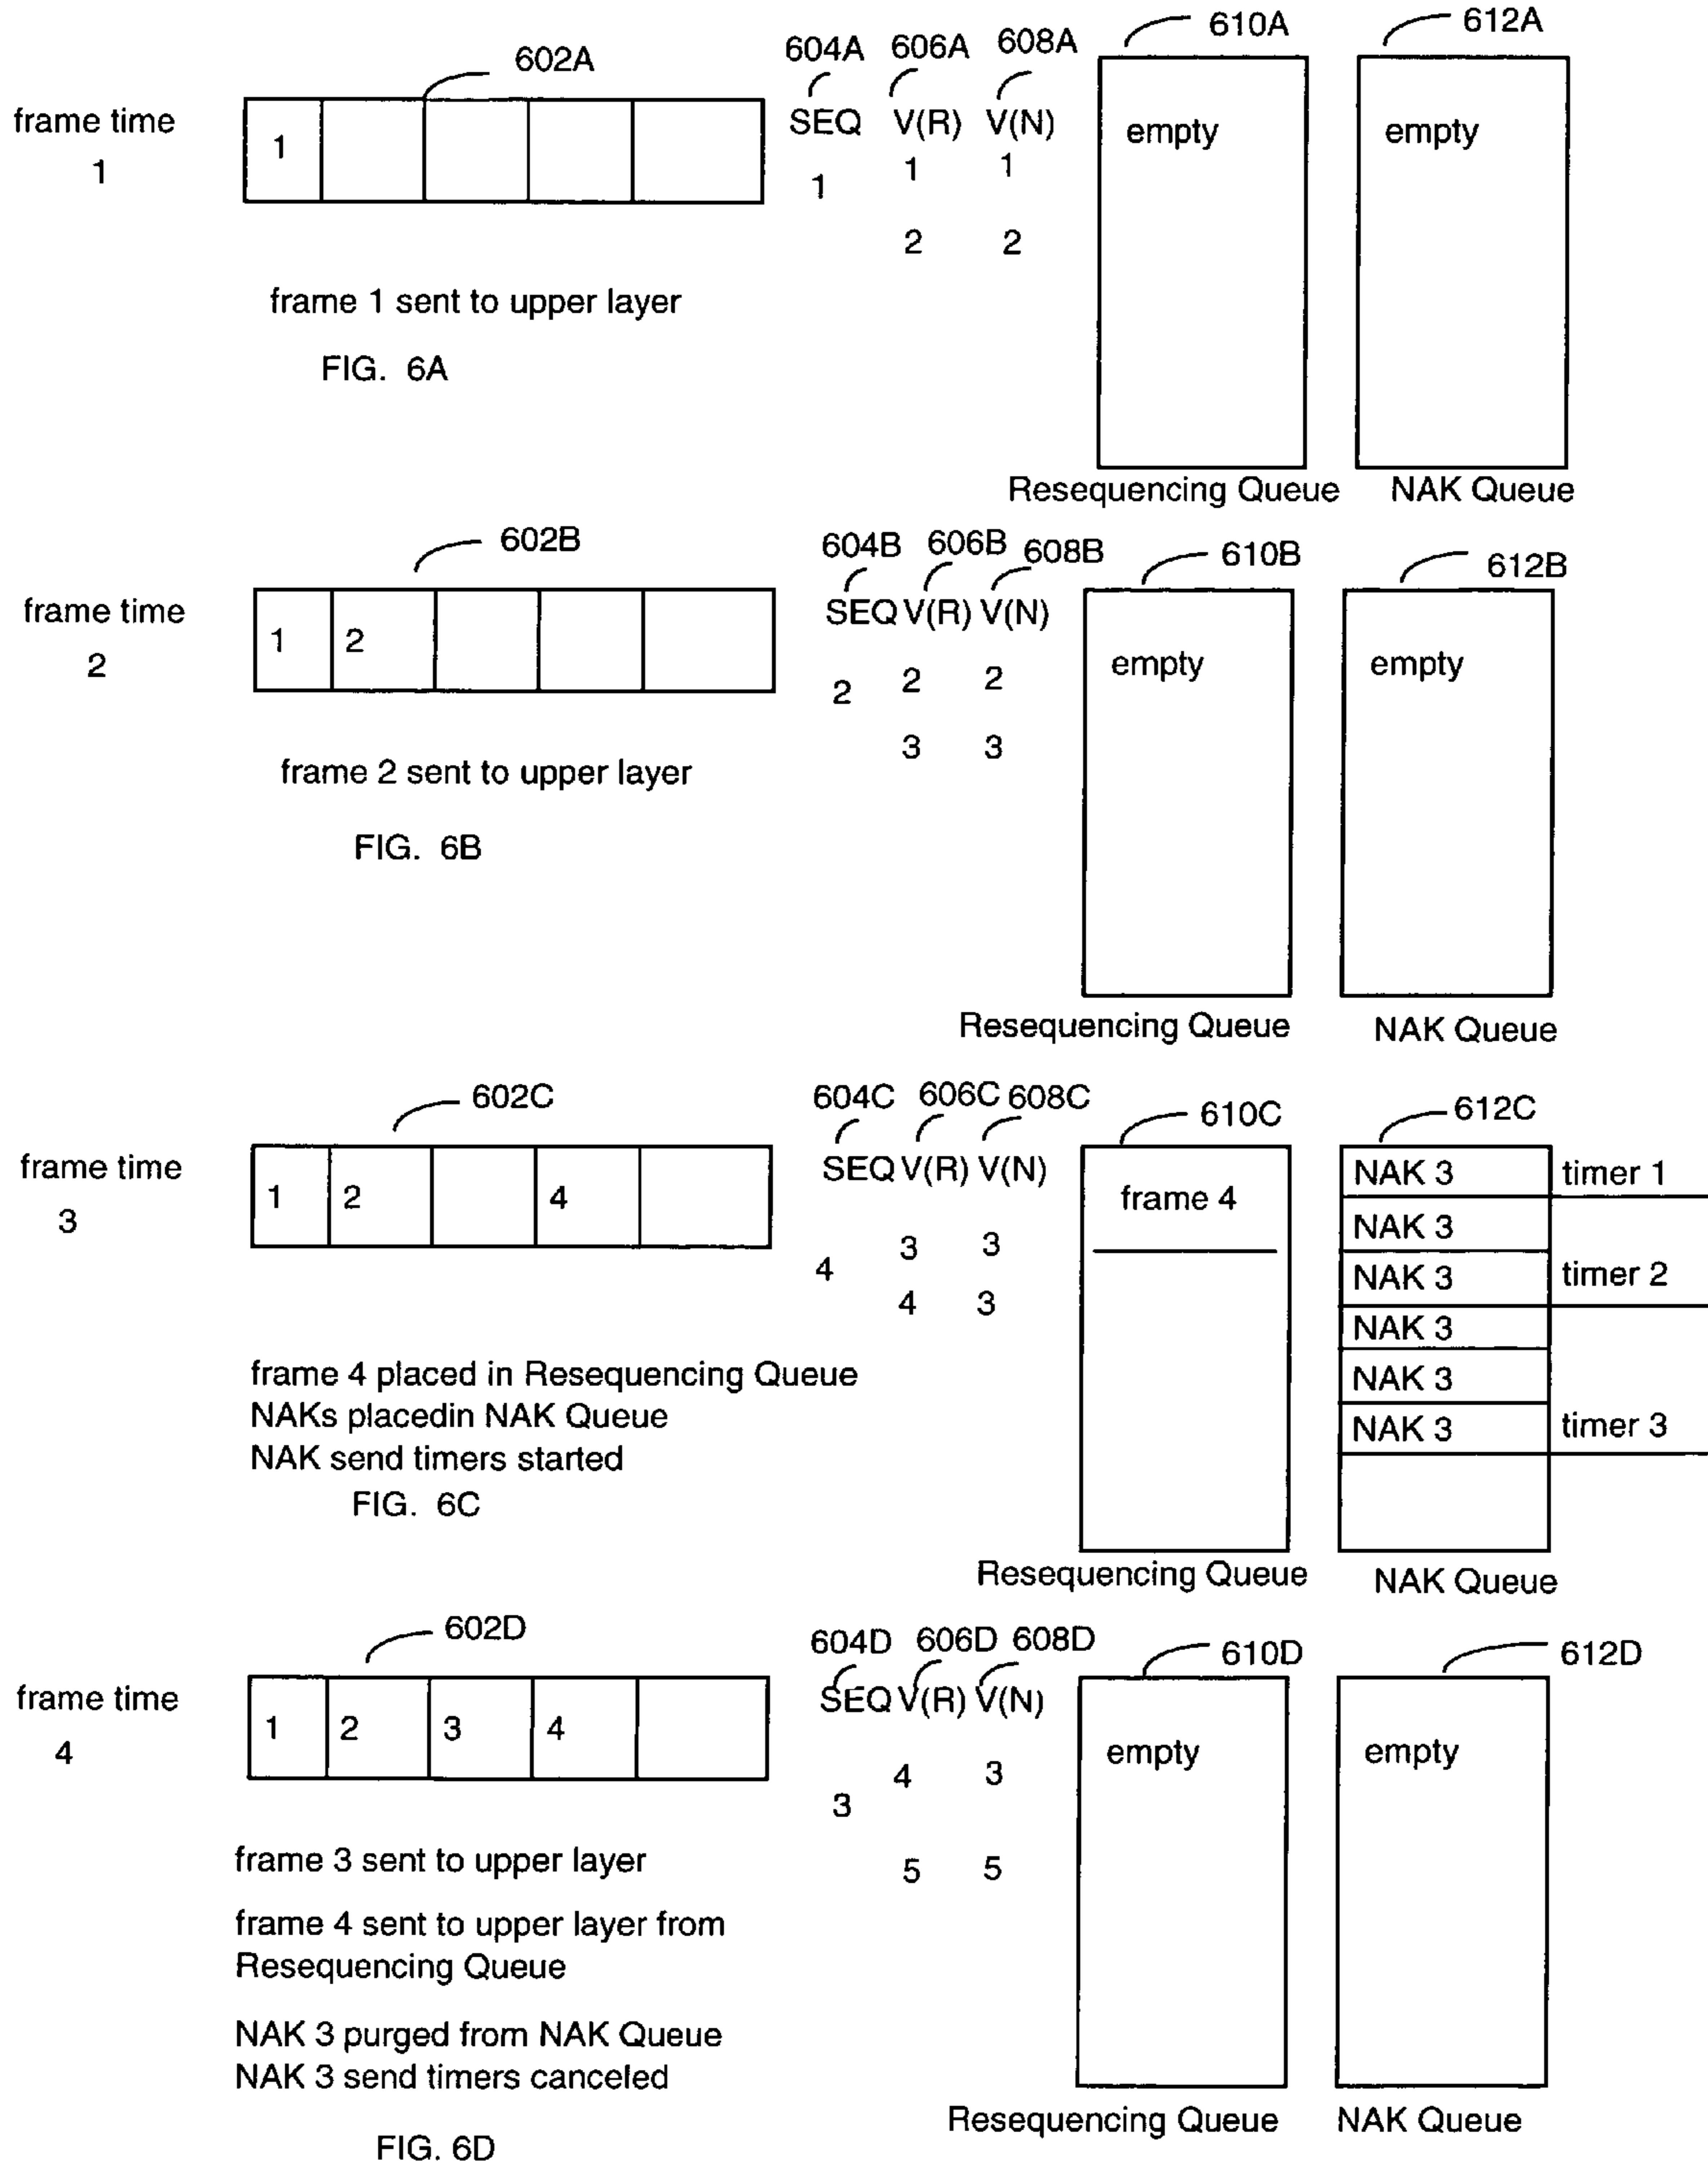 610A
612A
604A 606A 608A
602A
frame time
1
1
SEQ V(R) V(N)
1 1 1
2 2
empty
empty
frame 1 sent to upper layer
FIG. 6A
Resequencing Queue
NAK Queue
602B
604B 606B 608B
610B
612B
frame time
2
1 2
SEQ V(R) V(N)
2 2 2
3 3
empty
empty
frame 2 sent to upper layer
FIG. 6B
Resequencing Queue
NAK Queue
602C
604C 606C 608C
610C
612C
frame time
3
1 2 4
SEQ V(R) V(N)
4 3 3
4 3
frame 4
NAK 3 timer 1
NAK 3
NAK 3 timer 2
NAK 3
NAK 3
NAK 3 timer 3
frame 4 placed in Resequencing Queue
NAKs placedin NAK Queue
NAK send timers started
FIG. 6C
Resequencing Queue
NAK Queue
602D
604D 606D 608D
610D
612D
frame time
4
1 2 3 4
SEQ V(R) V(N)
3 4 3
5 5
empty
empty
frame 3 sent to upper layer
frame 4 sent to upper layer from
Resequencing Queue
NAK 3 purged from NAK Queue
NAK 3 send timers canceled
FIG. 6D
Resequencing Queue
NAK Queue